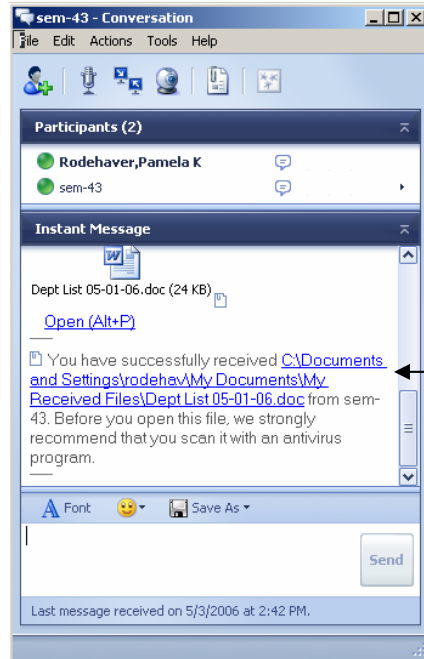 sem-43 - Conversation
File Edit Actions Tools Help
Participants (2)
Rodehaver,Pamela K
sem-43
Instant Message
Dept List 05-01-06.doc (24 KB)
Open (Alt+P)
You have successfully received C:\Documents
and Settings\rodehav\My Documents\My
Received Files\Dept List 05-01-06.doc from sem-
43. Before you open this file, we strongly
recommend that you scan it with an antivirus
program.
Font Save As
Send
Last message received on 5/3/2006 at 2:42 PM.